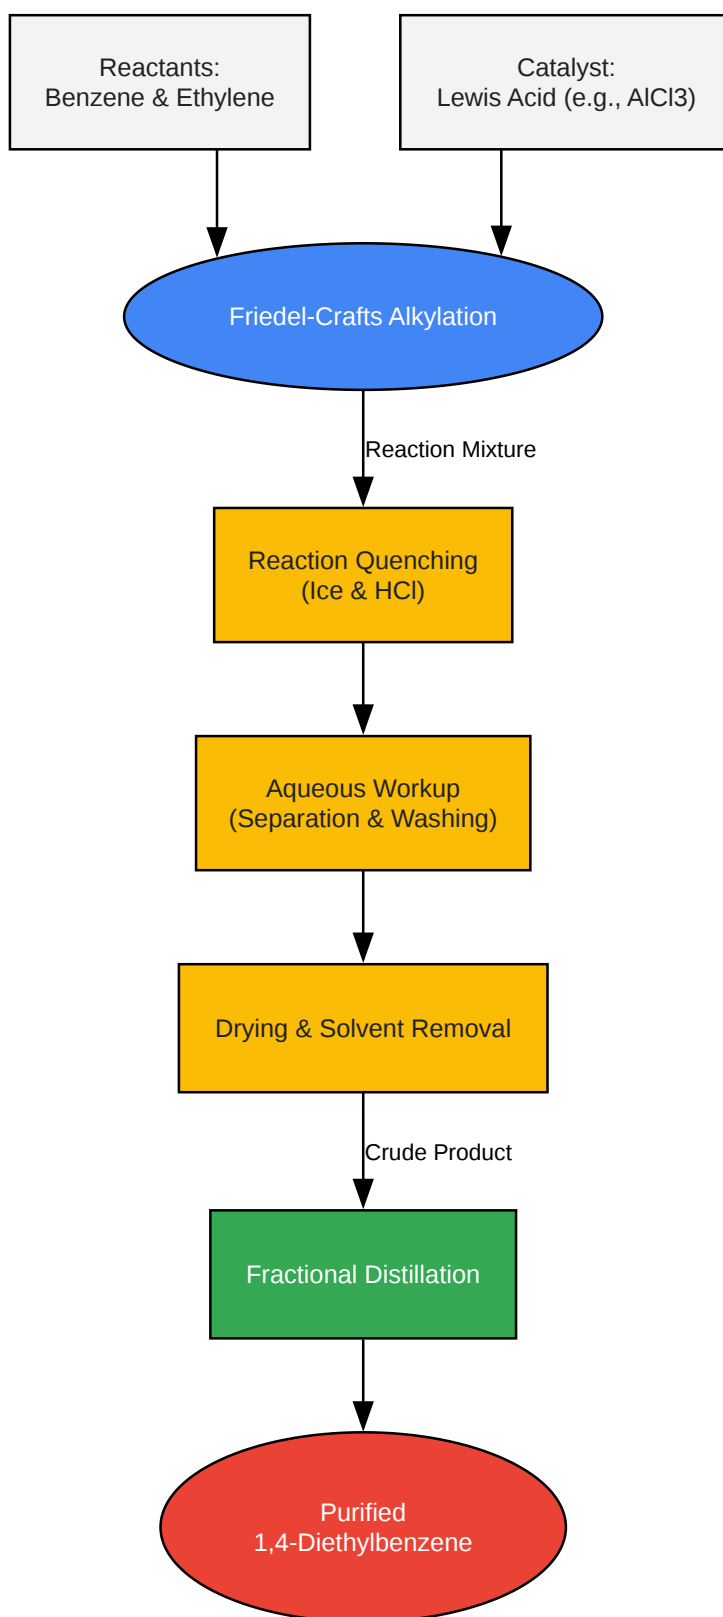 Reactants:
Benzene & Ethylene
Catalyst:
Lewis Acid (e.g., AlCl3)
Friedel-Crafts Alkylation
Reaction Mixture
Reaction Quenching
(Ice & HCl)
Aqueous Workup
(Separation & Washing)
Drying & Solvent Removal
Crude Product
Fractional Distillation
Purified
1,4-Diethylbenzene